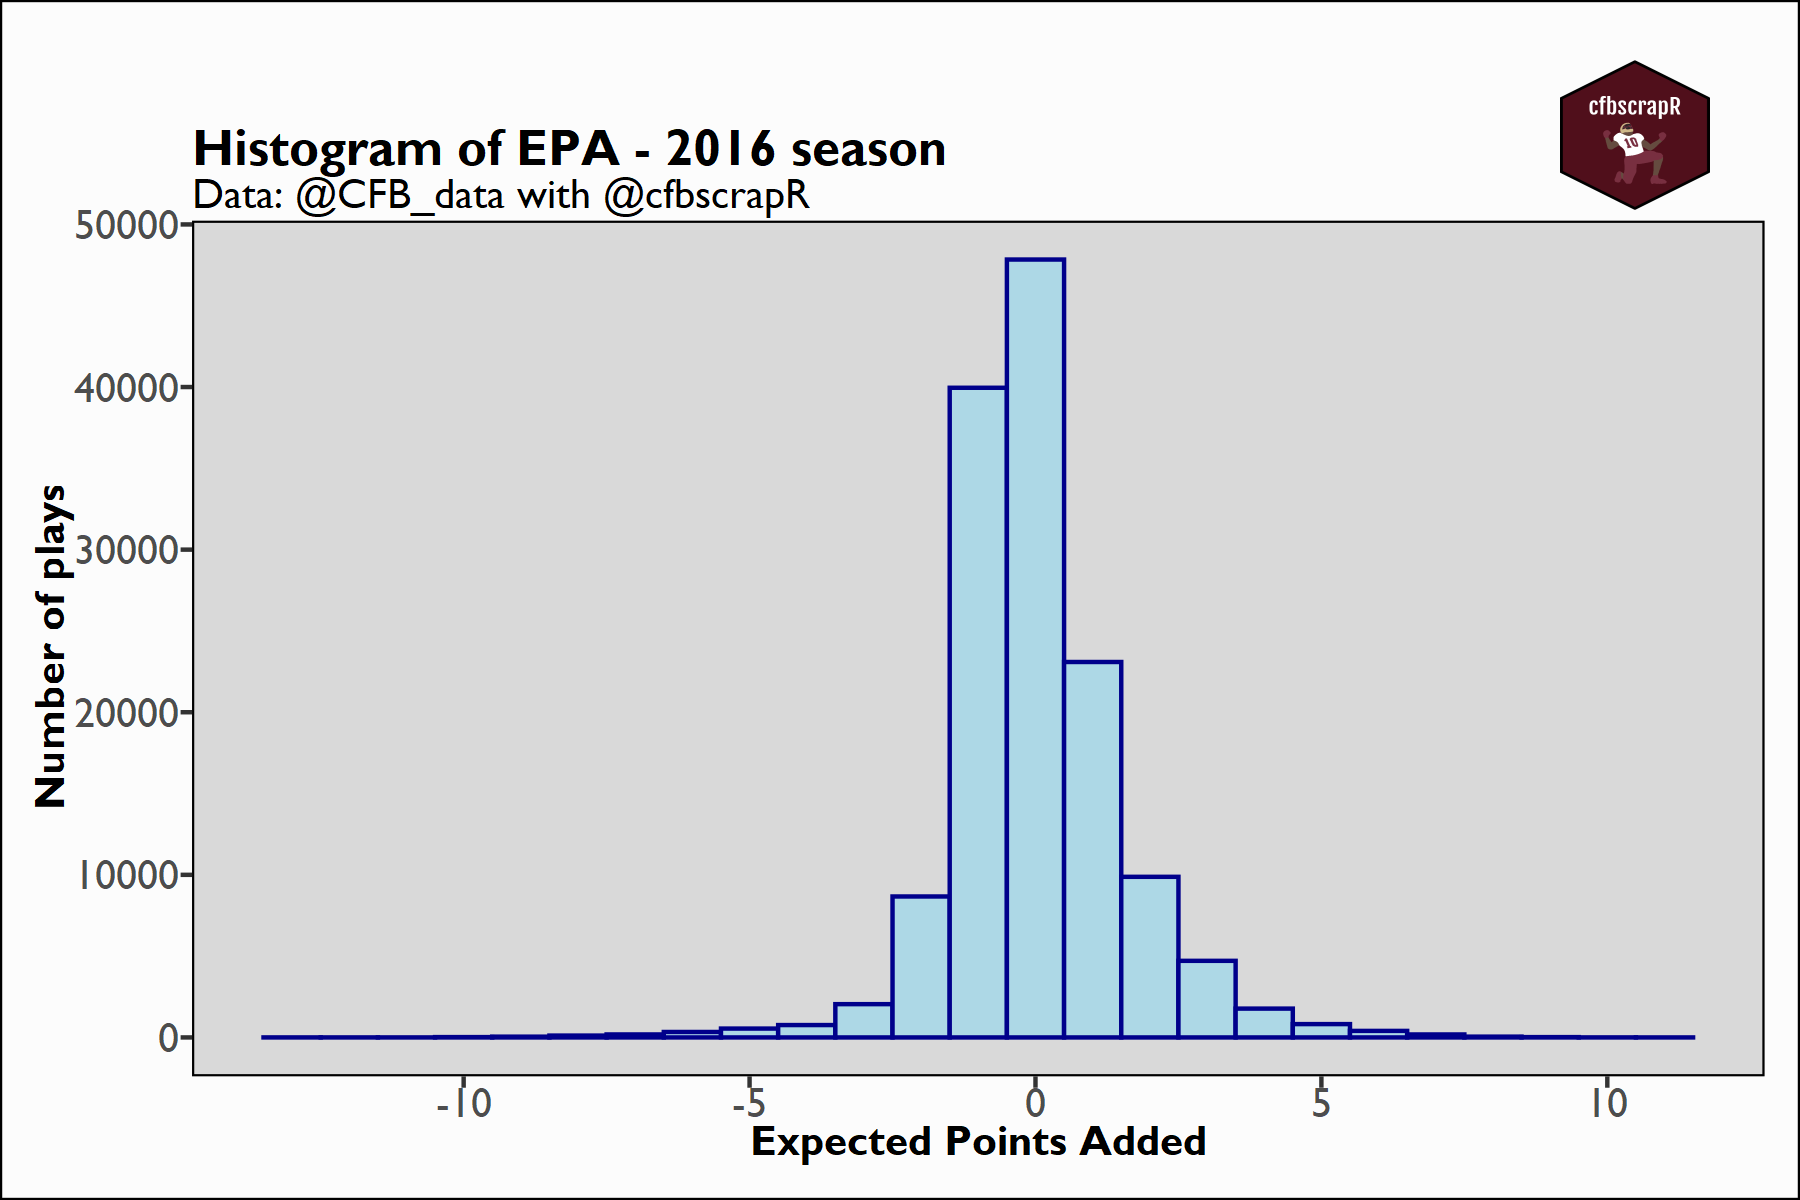 cfbscrapR
10
Histogram of EPA - 2016 season
Data: @CFB_data with @cfbscrapR
50000
40000
30000
20000
10000
0
Number of plays
-10
-5
0
5
10
Expected Points Added